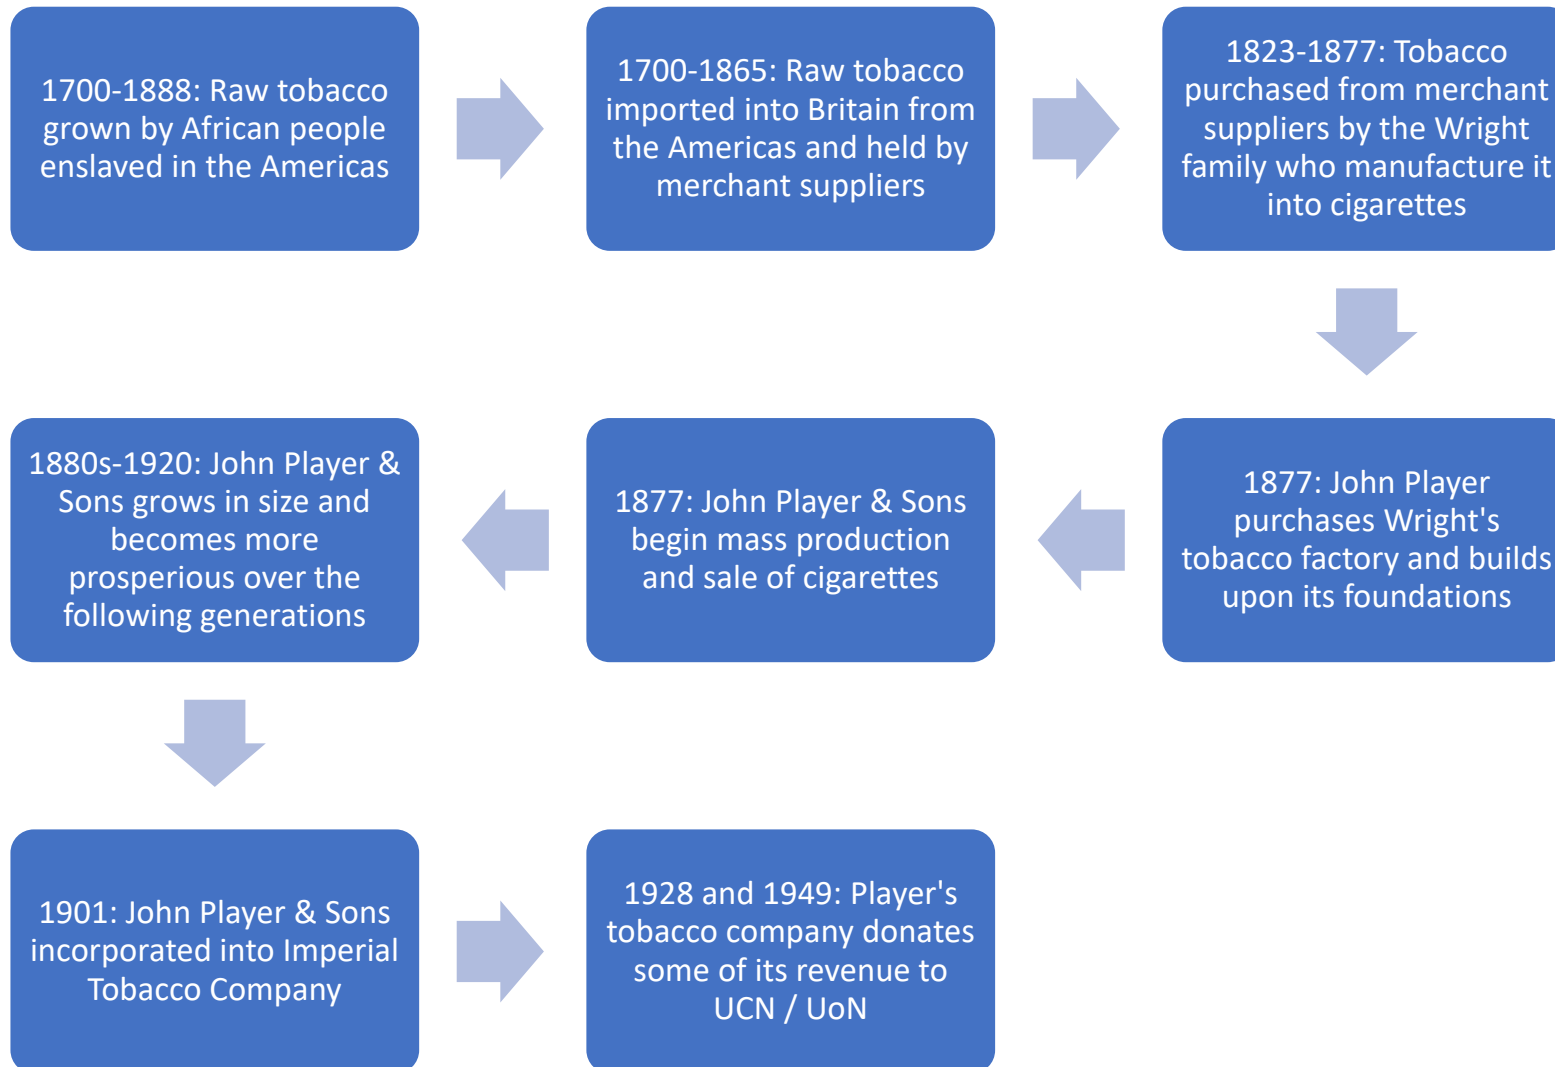 1700-1888: Raw tobacco
grown by African people
enslaved in the Americas
1700-1865: Raw tobacco
imported into Britain from
the Americas and held by
merchant suppliers
1823-1877: Tobacco
purchased from merchant
suppliers by the Wright
family who manufacture it
into cigarettes
1877: John Player
purchases Wright's
tobacco factory and builds
upon its foundations
1877: John Player & Sons
begin mass production
and sale of cigarettes
1880s-1920: John Player &
Sons grows in size and
becomes more
prosperious over the
following generations
1901: John Player & Sons
incorporated into Imperial
Tobacco Company
1928 and 1949: Player's
tobacco company donates
some of its revenue to
UCN / UoN